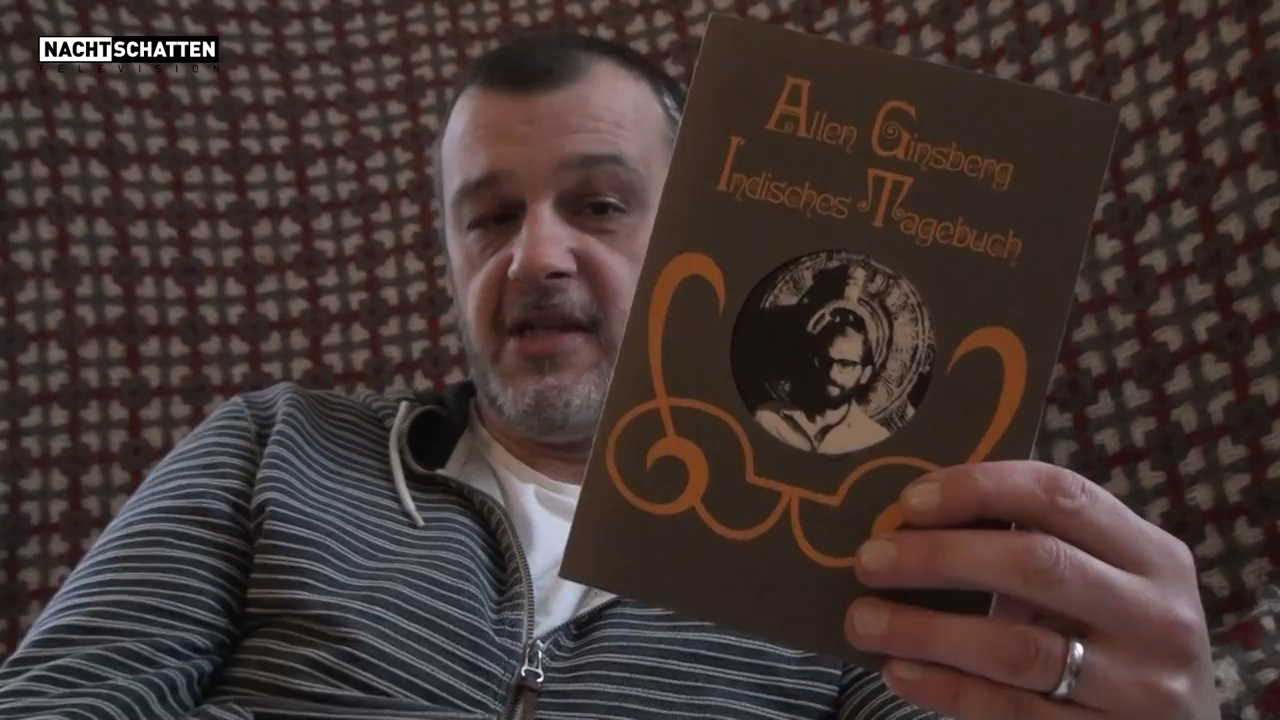 NACHTSCHATTEN
TELEVISION
Allen Ginsberg
Indisches Tagebuch